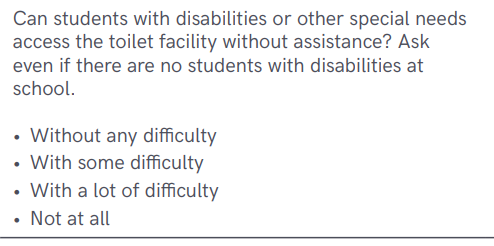 Can students with disabilities or other special needs
access the toilet facility without assistance? Ask
even if there are no students with disabilities at
school.
• Without any difficulty
• With some difficulty
• With a lot of difficulty
• Not at all